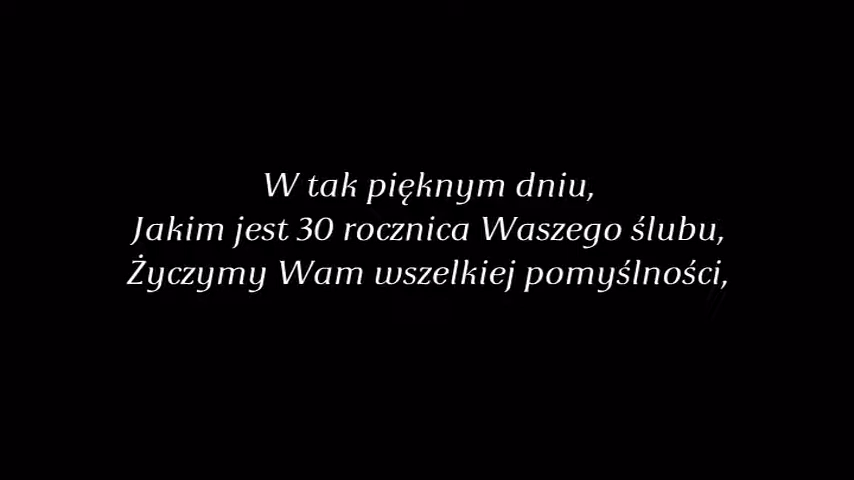 W tak pięknym dniu,
Jakim jest 30 rocznica Waszego ślubu,
Życzymy Wam wszelkiej pomyślności,